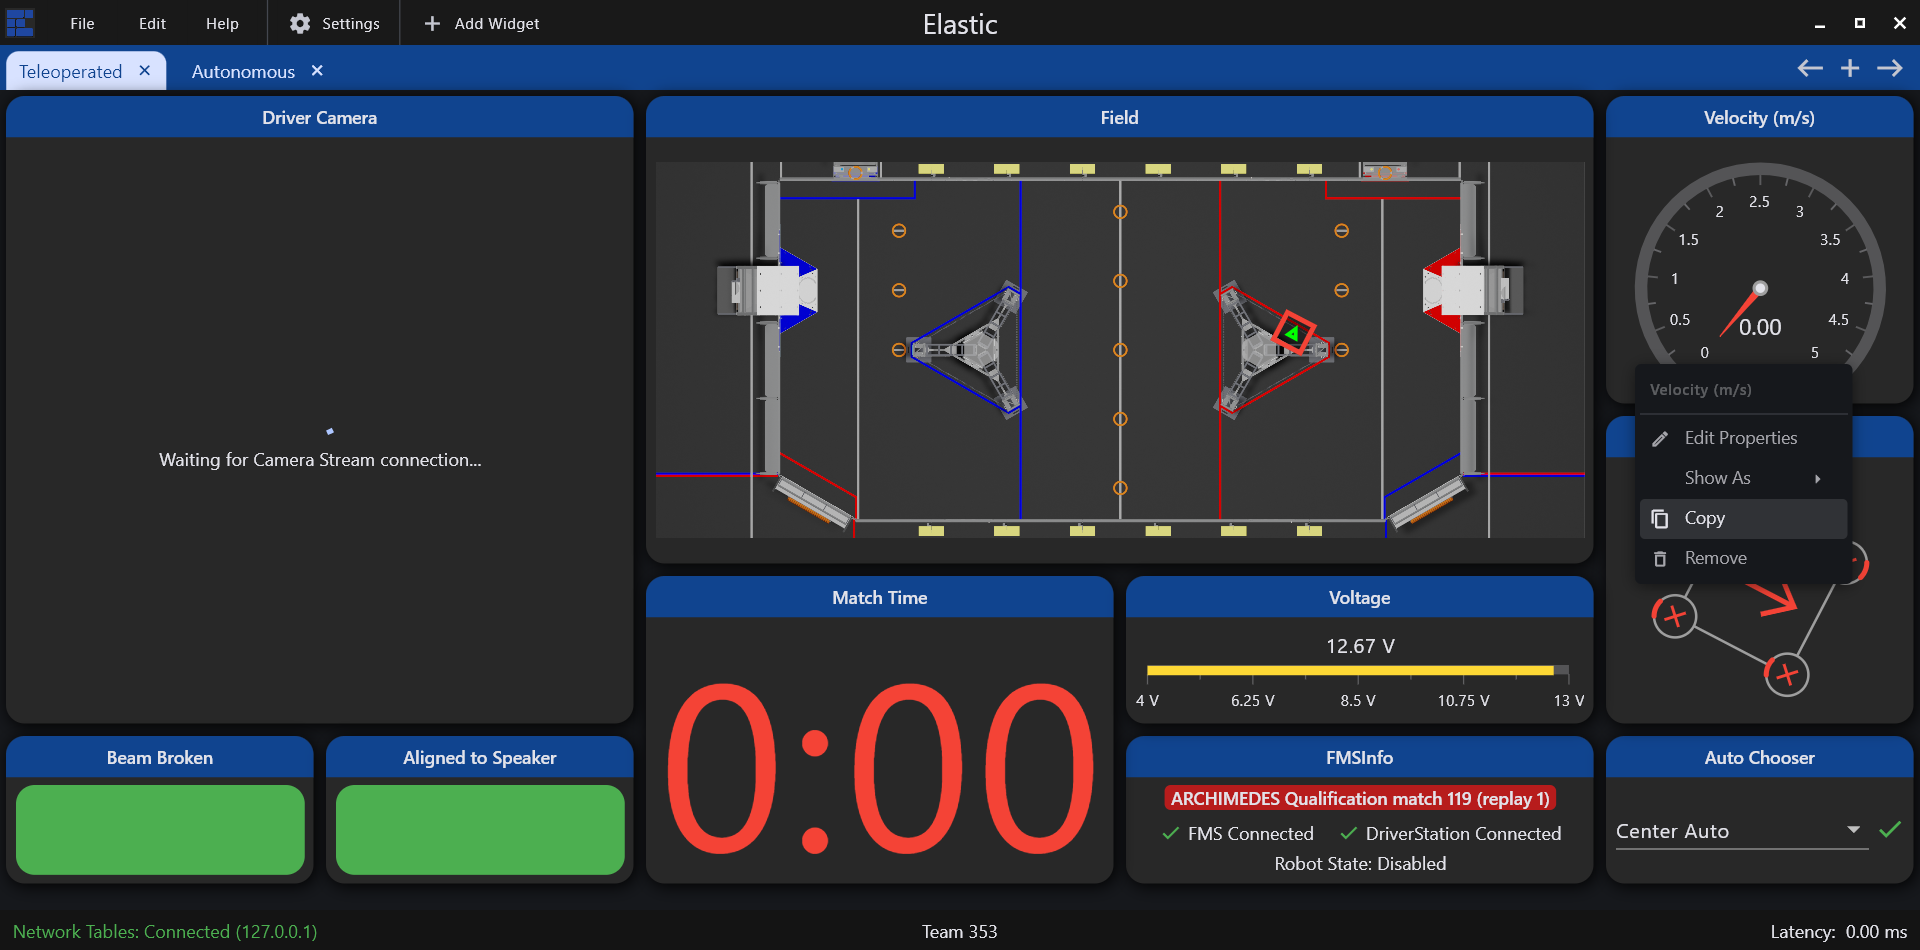 File Edit Help Settings Add Widget Elastic
Teleoperated Autonomous
Driver Camera
Waiting for Camera Stream connection...
Field
Velocity (m/s)
2.5
2 3
1.5 3.5
1 4
0.5 4.5
0.00
0 5
Velocity (m/s)
Edit Properties
Show As
Copy
Remove
Match Time
0:00
Voltage
12.67 V
4 V 6.25 V 8.5 V 10.75 V 13 V
Beam Broken
Aligned to Speaker
FMSInfo
ARCHIMEDES Qualification match 119 (replay 1)
FMS Connected DriverStation Connected
Robot State: Disabled
Auto Chooser
Center Auto
Network Tables: Connected (127.0.0.1) Team 353 Latency: 0.00 ms